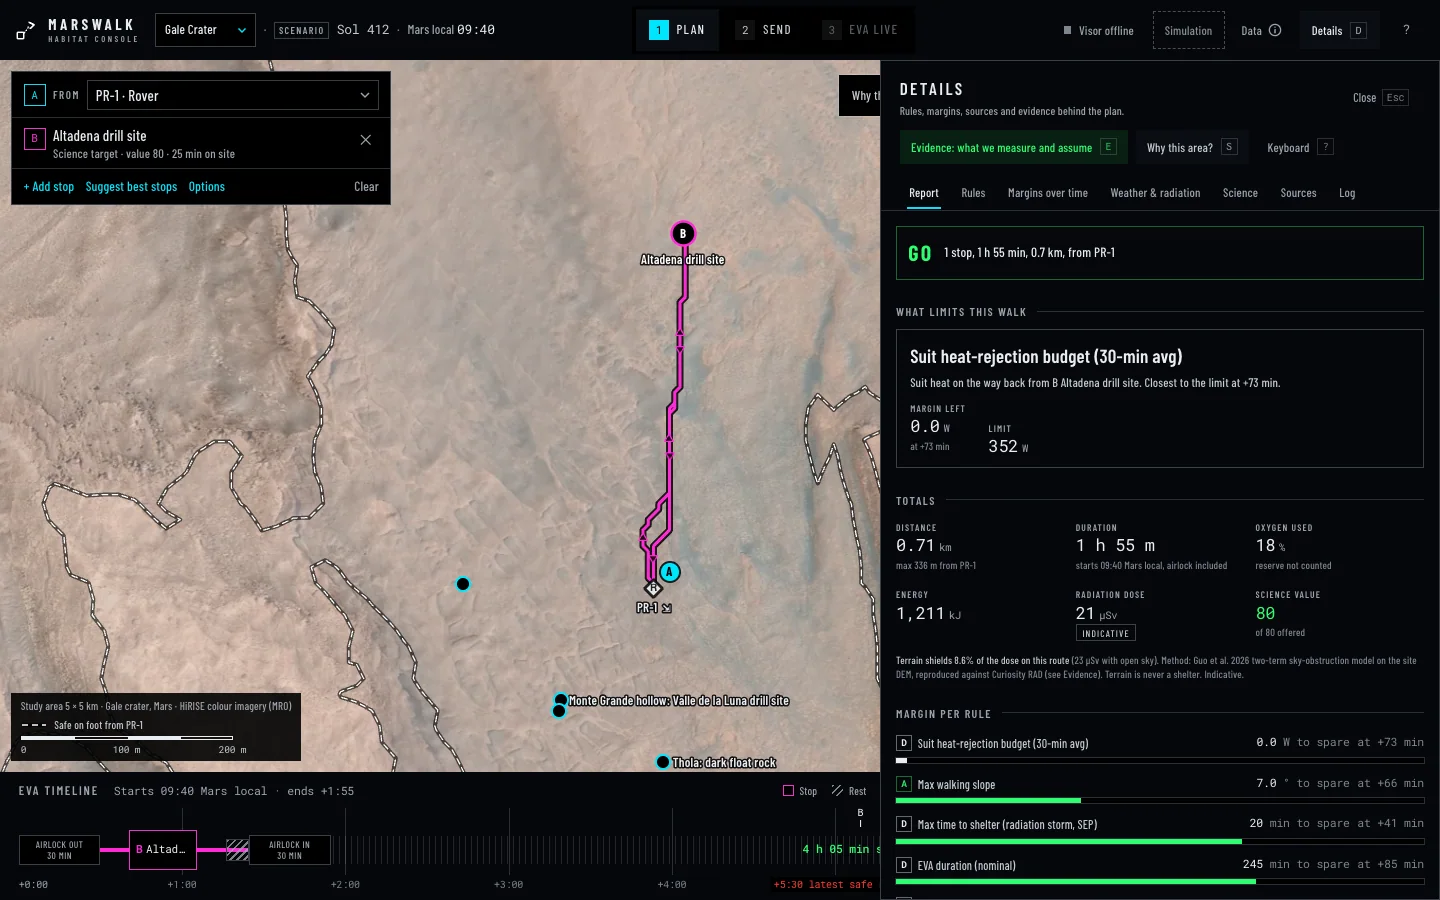 MARSWALK
HABITAT CONSOLE
Gale Crater
· SCENARIO Sol 412 · Mars local 09:40
1 PLAN
2 SEND
3 EVA LIVE
Visor offline
Simulation
Data
Details D
?
A FROM PR-1 · Rover
B Altadena drill site
Science target · value 80 · 25 min on site
+ Add stop Suggest best stops Options Clear
Why th
B
Altadena drill site
A
R
PR-1
Monte Grande hollow: Valle de la Luna drill site
Thola: dark float rock
Study area 5 × 5 km · Gale crater, Mars · HiRISE colour imagery (MRO)
Safe on foot from PR-1
0 100 m 200 m
EVA TIMELINE Starts 09:40 Mars local · ends +1:55
Stop Rest
B
AIRLOCK OUT
30 MIN
B Altad…
AIRLOCK IN
30 MIN
4 h 05 min s
+0:00 +1:00 +2:00 +3:00 +4:00 +5:30 latest safe
DETAILS
Rules, margins, sources and evidence behind the plan.
Close Esc
Evidence: what we measure and assume E
Why this area? S
Keyboard ?
Report Rules Margins over time Weather & radiation Science Sources Log
GO 1 stop, 1 h 55 min, 0.7 km, from PR-1
WHAT LIMITS THIS WALK
Suit heat-rejection budget (30-min avg)
Suit heat on the way back from B Altadena drill site. Closest to the limit at +73 min.
MARGIN LEFT
0.0 W
at +73 min
LIMIT
352 W
TOTALS
DISTANCE
0.71 km
max 336 m from PR-1
DURATION
1 h 55 m
starts 09:40 Mars local, airlock included
OXYGEN USED
18 %
reserve not counted
ENERGY
1,211 kJ
RADIATION DOSE
21 µSv
INDICATIVE
SCIENCE VALUE
80
of 80 offered
Terrain shields 8.6% of the dose on this route (23 µSv with open sky). Method: Guo et al. 2026 two-term sky-obstruction model on the site
DEM, reproduced against Curiosity RAD (see Evidence). Terrain is never a shelter. Indicative.
MARGIN PER RULE
D Suit heat-rejection budget (30-min avg) 0.0 W to spare at +73 min
A Max walking slope 7.0 ° to spare at +66 min
D Max time to shelter (radiation storm, SEP) 20 min to spare at +41 min
D EVA duration (nominal) 245 min to spare at +85 min